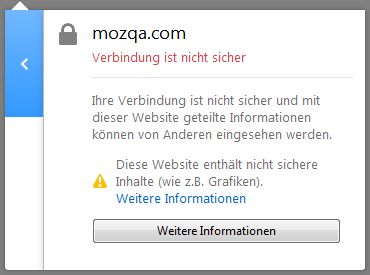 mozqa.com
Verbindung ist nicht sicher
Ihre Verbindung ist nicht sicher und mit
dieser Website geteilte Informationen
können von Anderen eingesehen werden.
Diese Website enthält nicht sichere
Inhalte (wie z.B. Grafiken).
Weitere Informationen
Weitere Informationen